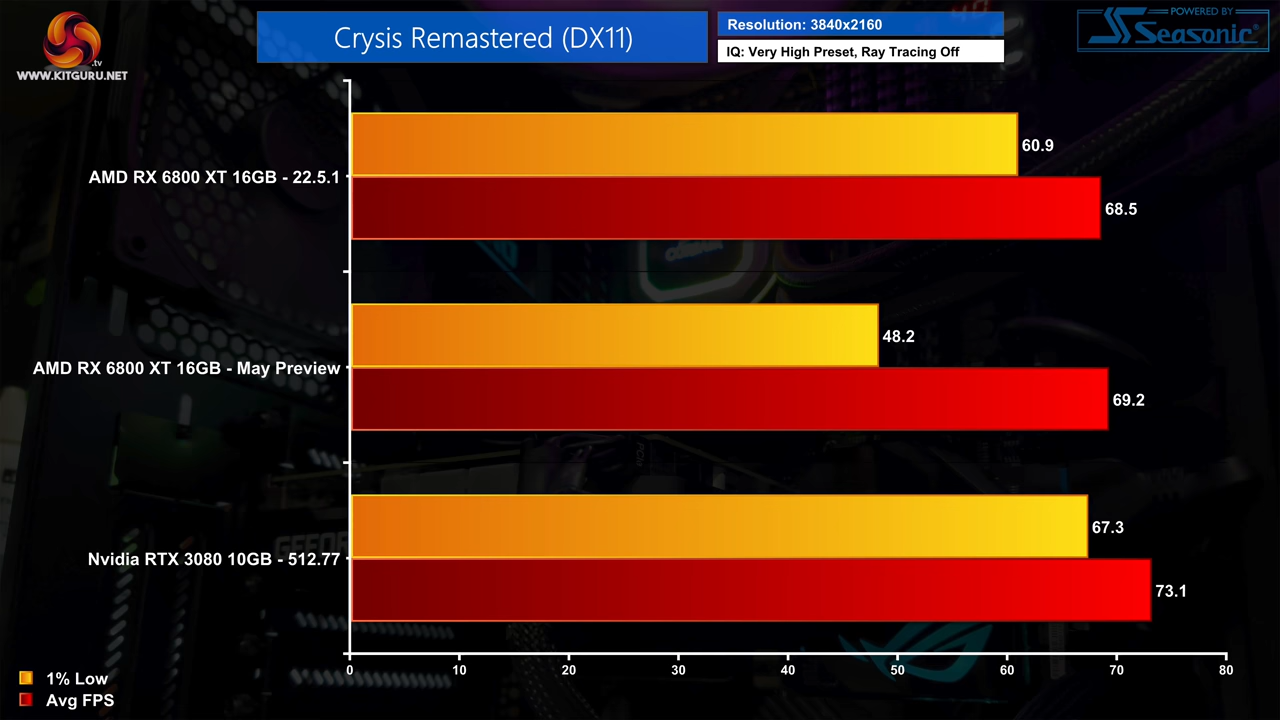 .tv
WWW.KITGURU.NET
Crysis Remastered (DX11)
Resolution: 3840x2160
IQ: Very High Preset, Ray Tracing Off
POWERED BY
Seasonic
AMD RX 6800 XT 16GB - 22.5.1
60.9
68.5
AMD RX 6800 XT 16GB - May Preview
48.2
69.2
Nvidia RTX 3080 10GB - 512.77
67.3
73.1
0 10 20 30 40 50 60 70 80
1% Low
Avg FPS